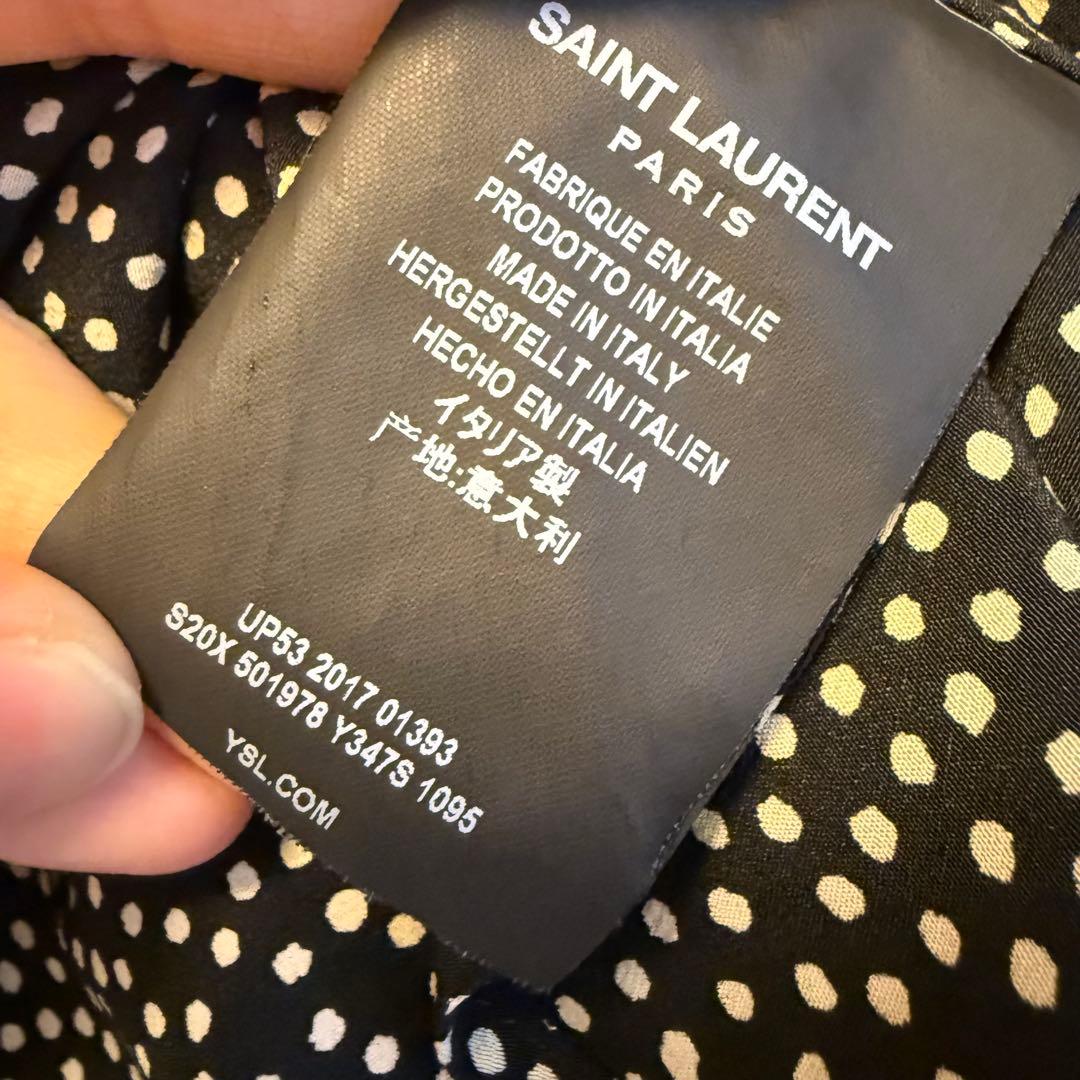 SAINT LAURENT
PARIS
FABRIQUE EN ITALIE
PRODOTTO IN ITALIA
MADE IN ITALY
HERGESTELLT IN ITALIEN
HECHO EN ITALIA
イタリア製
产地:意大利
UP53 2017 01393
S20X 501978 Y347S 1095
YSL.COM